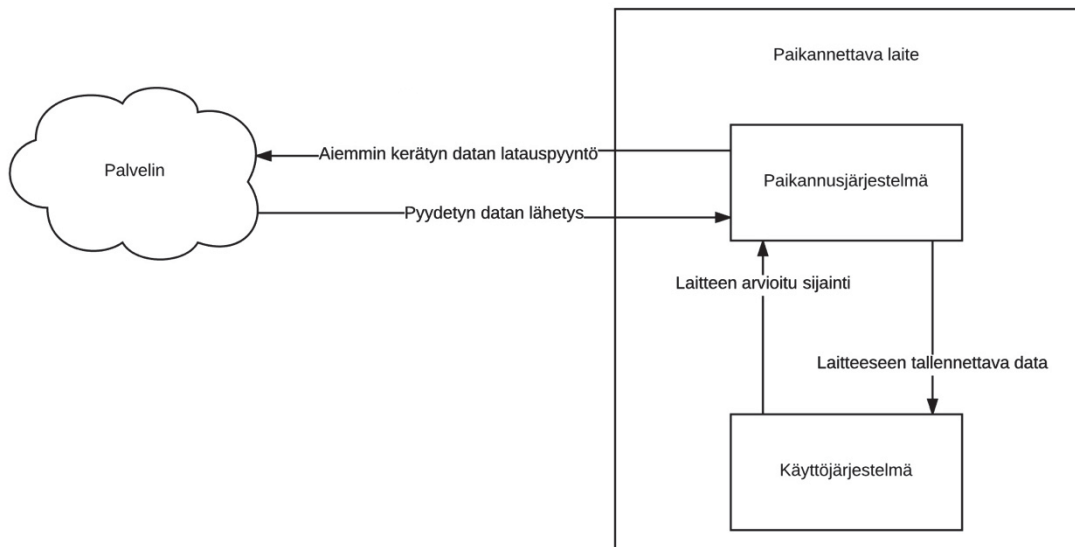 Paikannettava laite
Palvelin
Aiemmin kerätyn datan latauspyyntö
Paikannusjärjestelmä
Pyydetyn datan lähetys
Laitteen arvioitu sijainti
Laitteeseen tallennettava data
Käyttöjärjestelmä